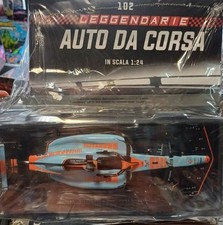 102
LEGGENDARIE
AUTO DA CORSA
IN SCALA 1:24